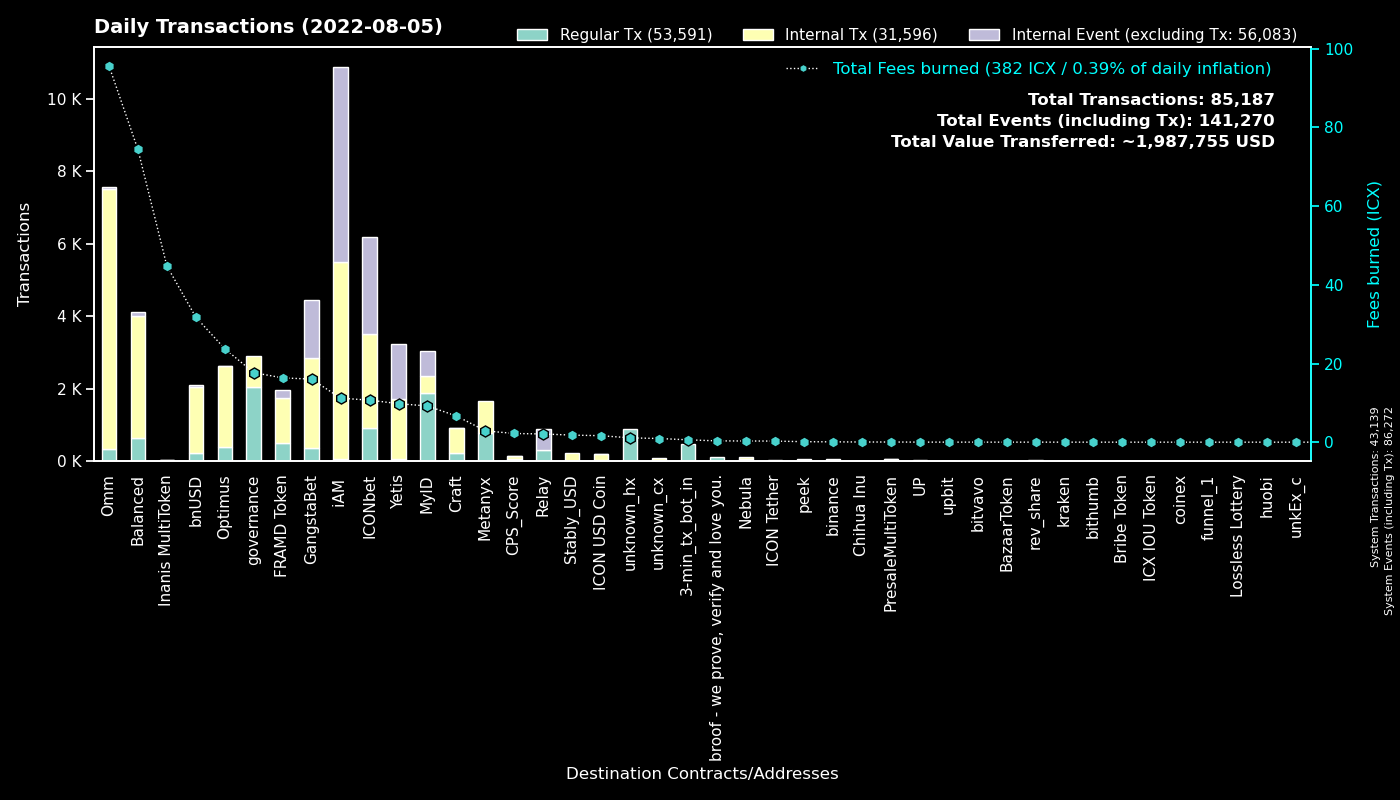 Daily Transactions (2022-08-05)
Regular Tx (53,591)
Internal Tx (31,596)
Internal Event (excluding Tx: 56,083)
Total Fees burned (382 ICX / 0.39% of daily inflation)
Total Transactions: 85,187
Total Events (including Tx): 141,270
Total Value Transferred: ~1,987,755 USD
Transactions
10 K
8 K
6 K
4 K
2 K
0 K
100
80
60
40
20
0
Fees burned (ICX)
System Transactions: 43,139
System Events (including Tx): 86,272
Omm
Balanced
Inanis MultiToken
bnUSD
Optimus
governance
FRAMD Token
GangstaBet
iAM
ICONbet
Yetis
MyID
Craft
Metanyx
CPS_Score
Relay
Stably_USD
ICON USD Coin
unknown_hx
unknown_cx
3-min_tx_bot_in
broof - we prove, verify and love you.
Nebula
ICON Tether
peek
binance
Chihua Inu
PresaleMultiToken
UP
upbit
bitvavo
BazaarToken
rev_share
kraken
bithumb
Bribe Token
ICX IOU Token
coinex
funnel_1
Lossless Lottery
huobi
unkEx_c
Destination Contracts/Addresses